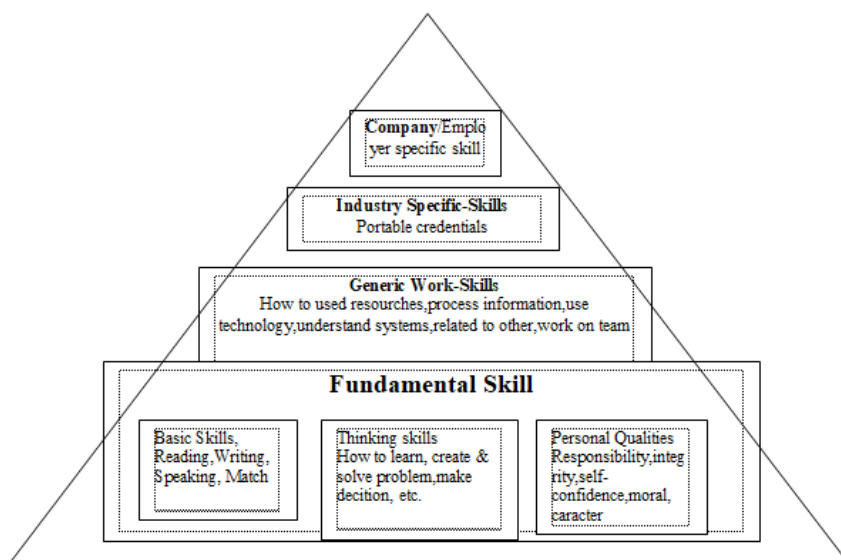 Company/Emplo
yer specific skill
Industry Specific-Skills
Portable credentials
Generic Work-Skills
How to used resourches,process information,use
technology,understand systems,related to other,work on team
Fundamental Skill
Basic Skills,
Reading,Writing,
Speaking, Match
Thinking skills
How to learn, create &
solve problem,make
decition, etc.
Personal Qualities
Responsibility,integ
rity,self-
confidence,moral,
caracter